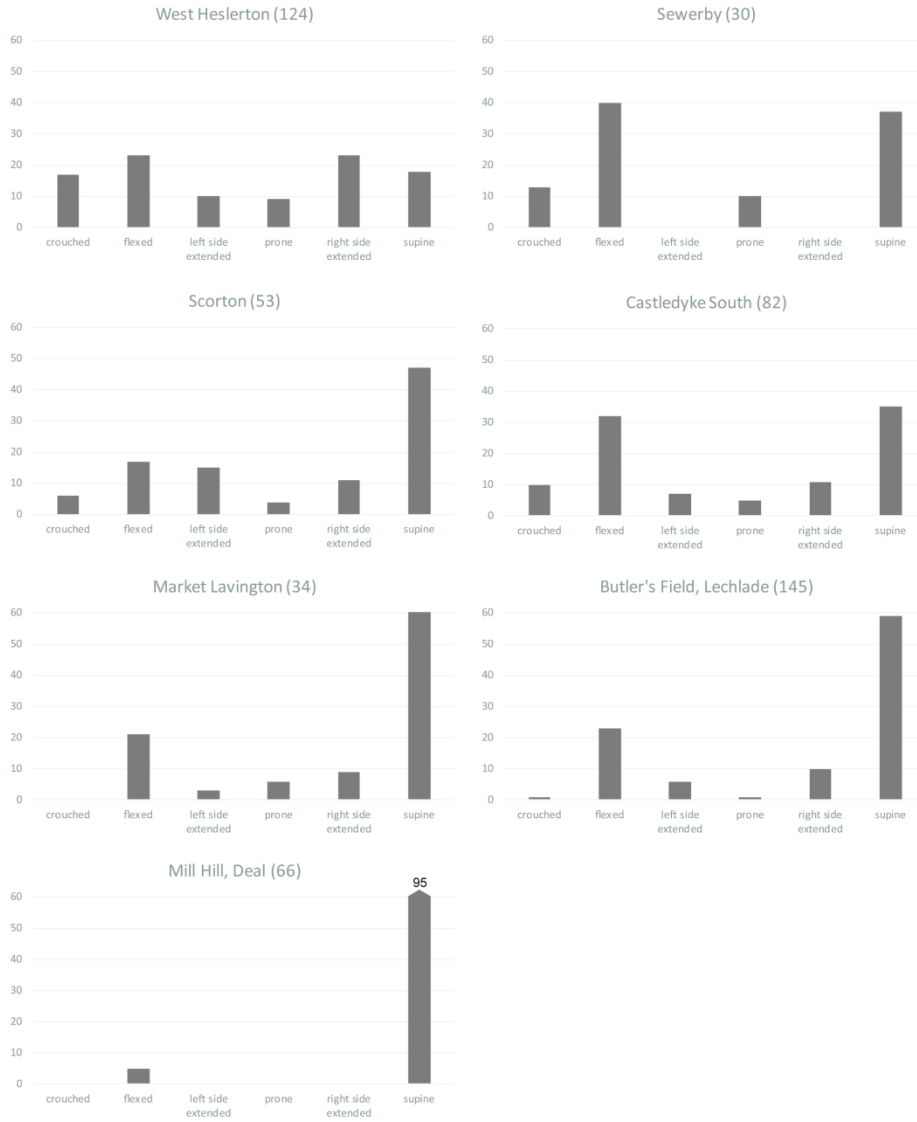 West Heslerton (124)
60
50
40
30
20
10
0
crouched flexed left side prone right side supine
extended extended
Sewerby (30)
60
50
40
30
20
10
0
crouched flexed left side prone right side supine
extended extended
Scorton (53)
60
50
40
30
20
10
0
crouched flexed left side prone right side supine
extended extended
Castledyke South (82)
60
50
40
30
20
10
0
crouched flexed left side prone right side supine
extended extended
Market Lavington (34)
60
50
40
30
20
10
0
crouched flexed left side prone right side supine
extended extended
Butler's Field, Lechlade (145)
60
50
40
30
20
10
0
crouched flexed left side prone right side supine
extended extended
Mill Hill, Deal (66)
95
60
50
40
30
20
10
0
crouched flexed left side prone right side supine
extended extended